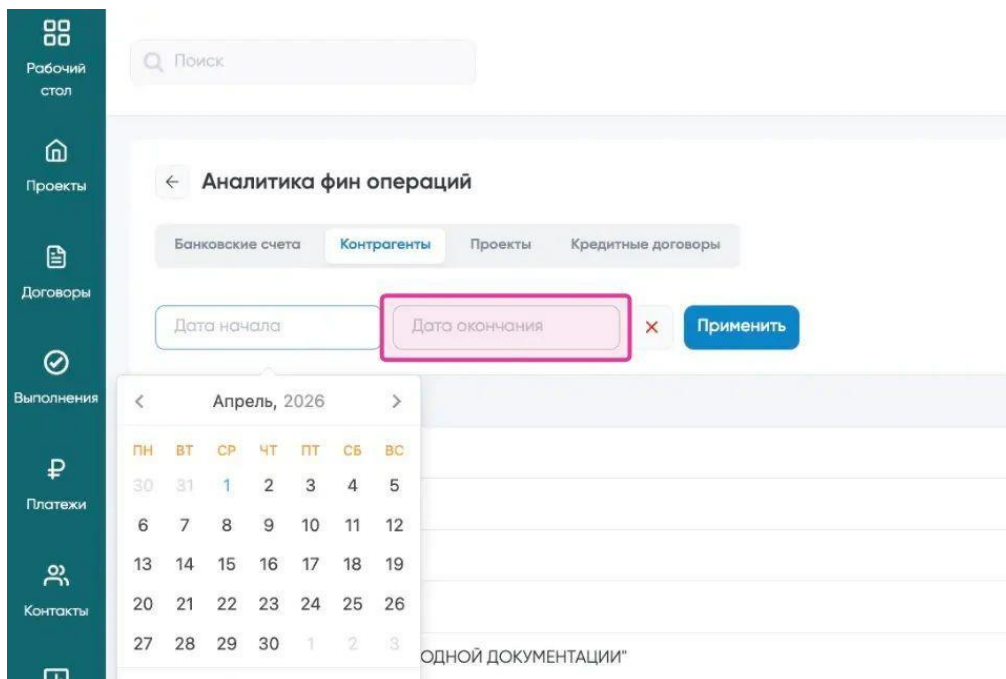 Рабочий
стол
Проекты
Договоры
Выполнения
Платежи
Контакты
Поиск
Аналитика фин операций
Банковские счета Контрагенты Проекты Кредитные договоры
Дата начала Дата окончания Применить
Апрель, 2026
ПН ВТ СР ЧТ ПТ СБ ВС
30 31 1 2 3 4 5
6 7 8 9 10 11 12
13 14 15 16 17 18 19
20 21 22 23 24 25 26
27 28 29 30 1 2 3
ОДНОЙ ДОКУМЕНТАЦИИ"